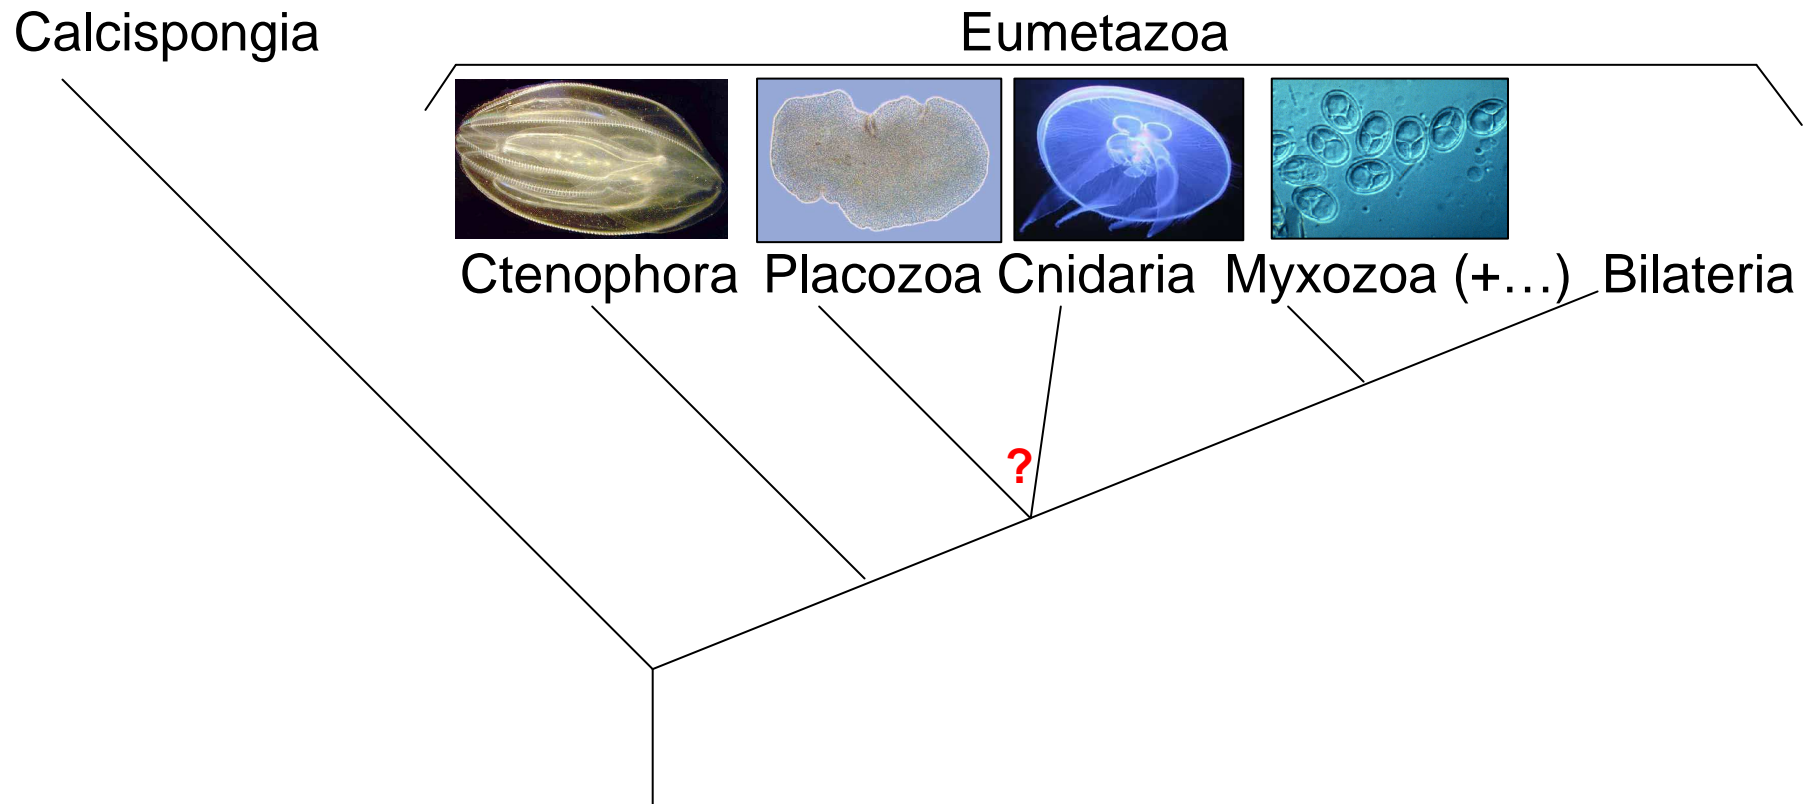 Calcispongia
Eumetazoa
Ctenophora
Placozoa
Cnidaria
Myxozoa (+...)
Bilateria
?